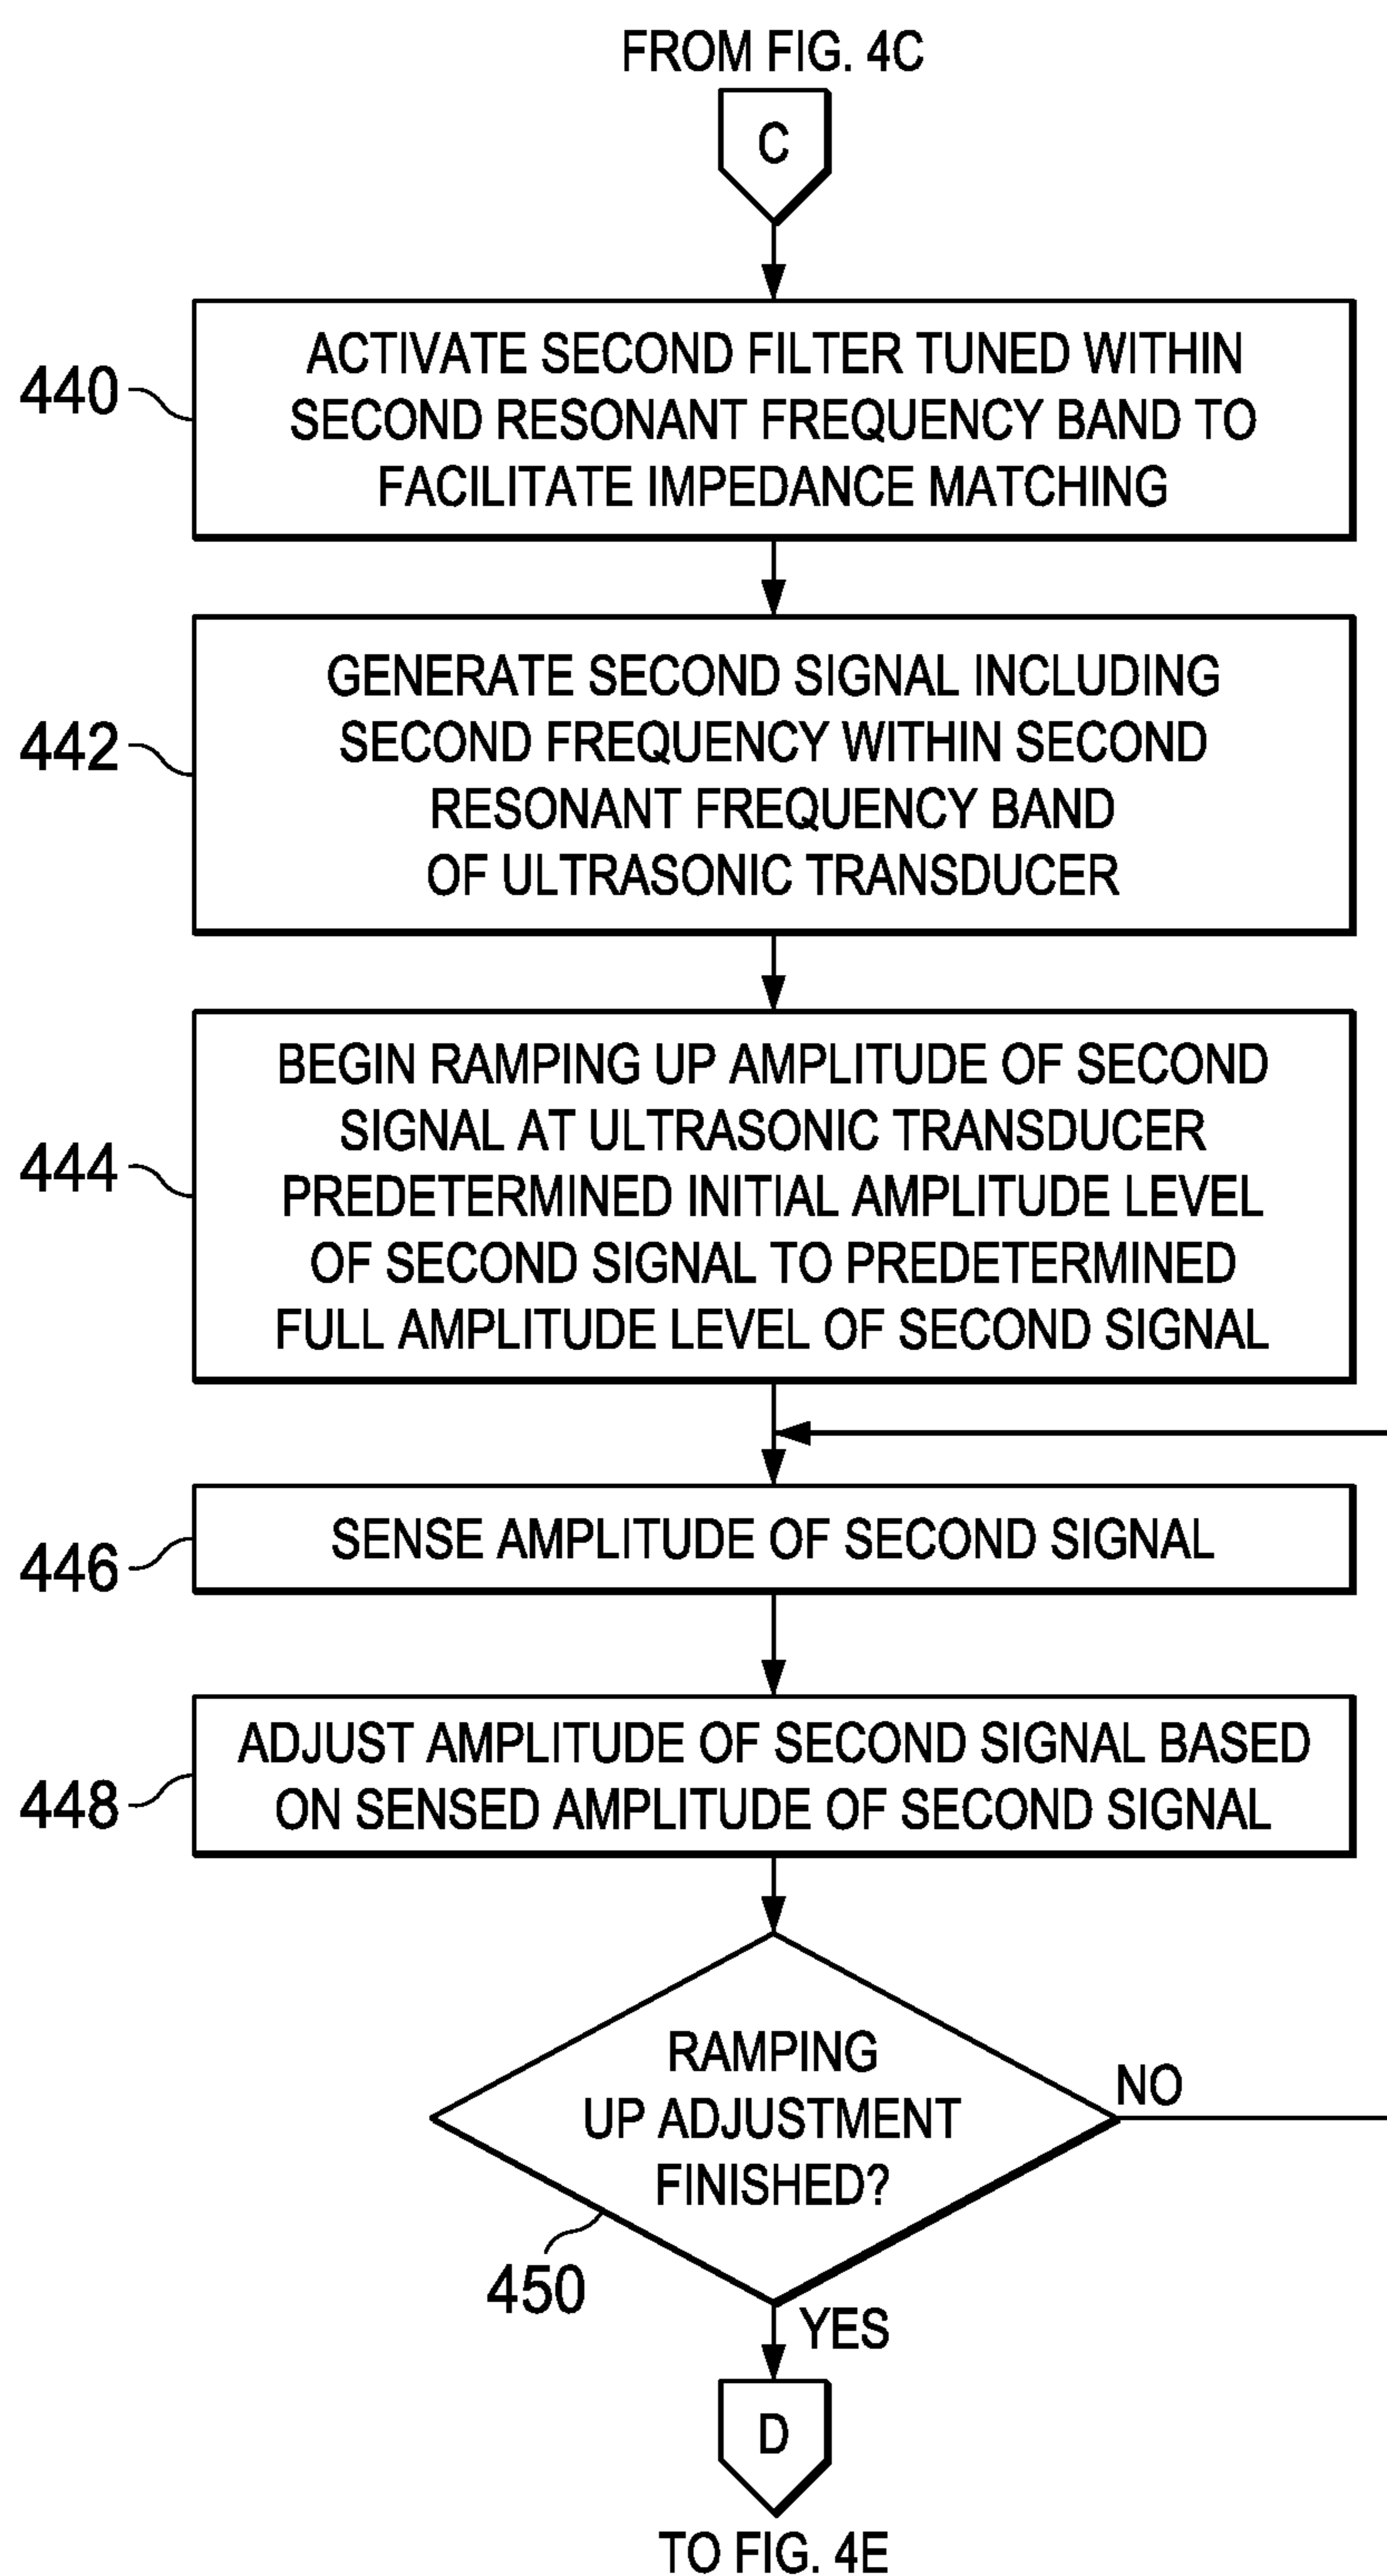 FROM FIG. 4C
C
440
ACTIVATE SECOND FILTER TUNED WITHIN
SECOND RESONANT FREQUENCY BAND TO
FACILITATE IMPEDANCE MATCHING
442
GENERATE SECOND SIGNAL INCLUDING
SECOND FREQUENCY WITHIN SECOND
RESONANT FREQUENCY BAND
OF ULTRASONIC TRANSDUCER
444
BEGIN RAMPING UP AMPLITUDE OF SECOND
SIGNAL AT ULTRASONIC TRANSDUCER
PREDETERMINED INITIAL AMPLITUDE LEVEL
OF SECOND SIGNAL TO PREDETERMINED
FULL AMPLITUDE LEVEL OF SECOND SIGNAL
446
SENSE AMPLITUDE OF SECOND SIGNAL
448
ADJUST AMPLITUDE OF SECOND SIGNAL BASED
ON SENSED AMPLITUDE OF SECOND SIGNAL
RAMPING
UP ADJUSTMENT
FINISHED?
NO
450
YES
D
TO FIG. 4E